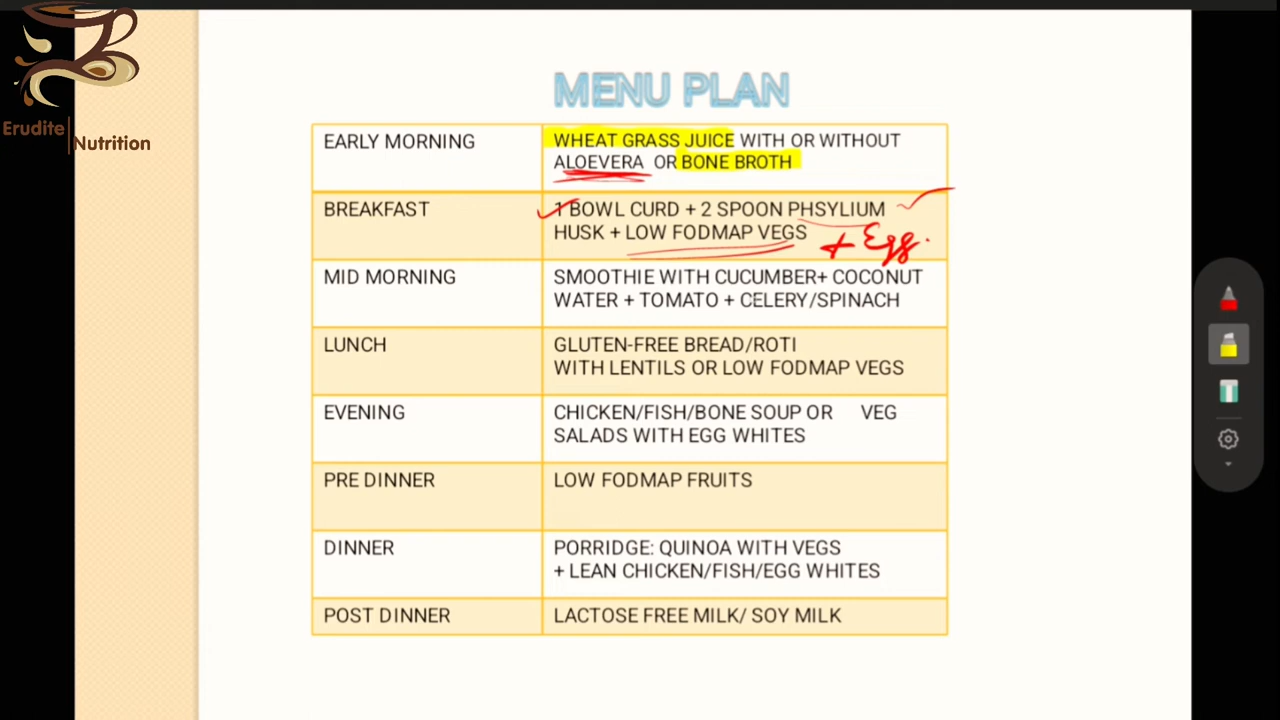 Erudite
Nutrition
MENU PLAN
EARLY MORNING
WHEAT GRASS JUICE WITH OR WITHOUT
ALOEVERA OR BONE BROTH
BREAKFAST
1 BOWL CURD + 2 SPOON PHSYLIUM
HUSK + LOW FODMAP VEGS
+ Egg.
MID MORNING
SMOOTHIE WITH CUCUMBER+ COCONUT
WATER + TOMATO + CELERY/SPINACH
LUNCH
GLUTEN-FREE BREAD/ROTI
WITH LENTILS OR LOW FODMAP VEGS
EVENING
CHICKEN/FISH/BONE SOUP OR VEG
SALADS WITH EGG WHITES
PRE DINNER
LOW FODMAP FRUITS
DINNER
PORRIDGE: QUINOA WITH VEGS
+ LEAN CHICKEN/FISH/EGG WHITES
POST DINNER
LACTOSE FREE MILK/ SOY MILK